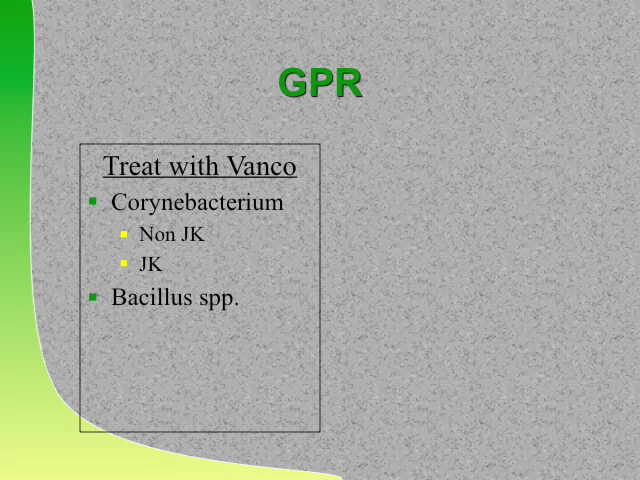 GPR
Treat with Vanco
Corynebacterium
Non JK
JK
Bacillus spp.